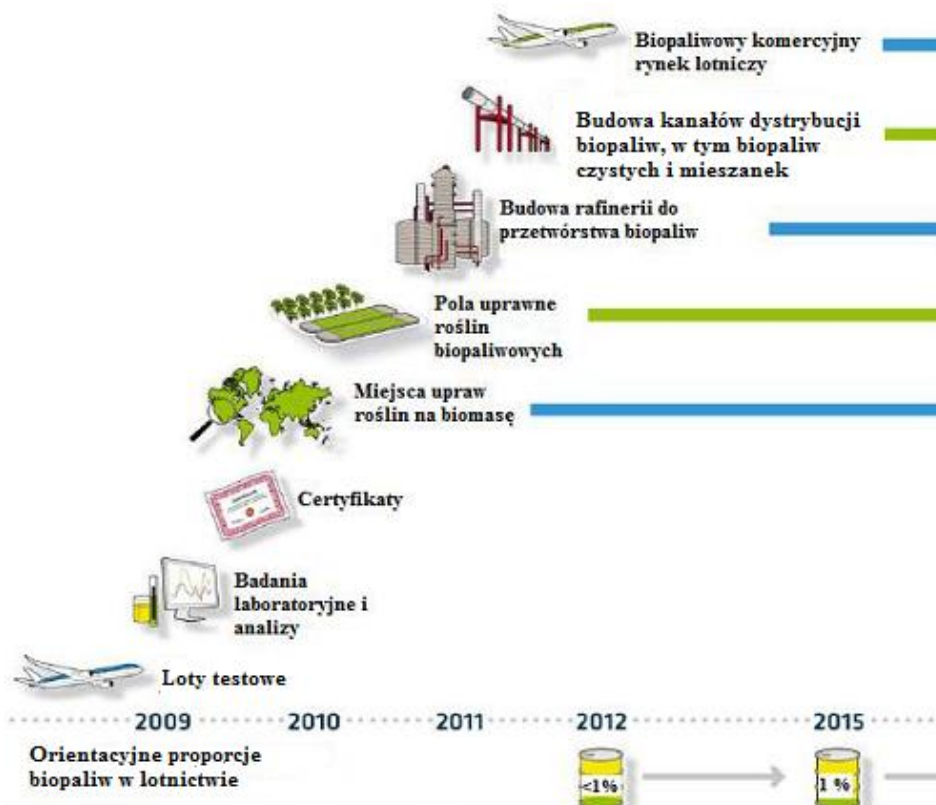 Biopaliwowy komercyjny
rynek lotniczy
Budowa kanałów dystrybucji
biopaliw, w tym biopaliw
czystych i mieszanek
Budowa rafinerii do
przetwórstwa biopaliw
Pola uprawne
roślin
biopaliwowych
Miejsca upraw
roślin na biomasę
Certyfikaty
Badania
laboratoryjne i
analizy
Loty testowe
2009 2010 2011 2012 2015
Orientacyjne proporcje
biopaliw w lotnictwie
<1% 1 %